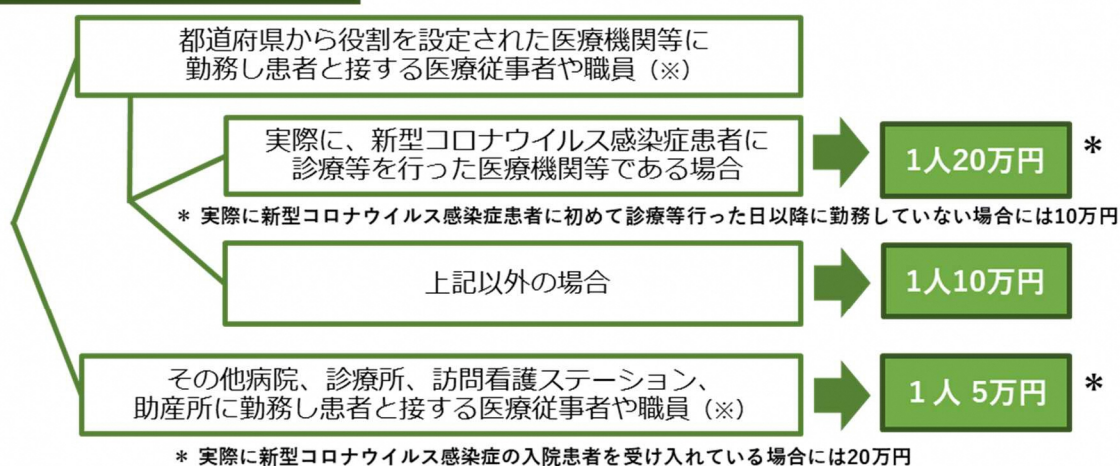 都道府県から役割を設定された医療機関等に
勤務し患者と接する医療従事者や職員（※）
実際に、新型コロナウイルス感染症患者に
診療等を行った医療機関等である場合
1人20万円 *
* 実際に新型コロナウイルス感染症患者に初めて診療等行った日以降に勤務していない場合には10万円
上記以外の場合
1人10万円
その他病院、診療所、訪問看護ステーション、
助産所に勤務し患者と接する医療従事者や職員（※）
1人 5万円 *
* 実際に新型コロナウイルス感染症の入院患者を受け入れている場合には20万円